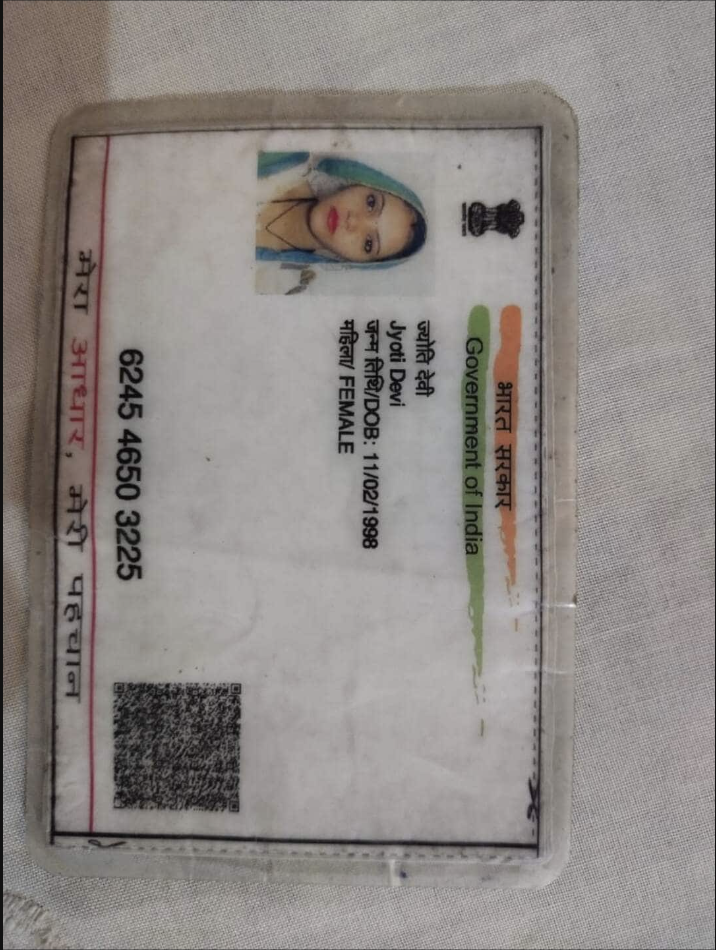 भारत सरकार
Government of India
ज्योति देवी
Jyoti Devi
जन्म तिथि/DOB: 11/02/1998
महिला/ FEMALE
6245 4650 3225
मेरा आधार, मेरी पहचान